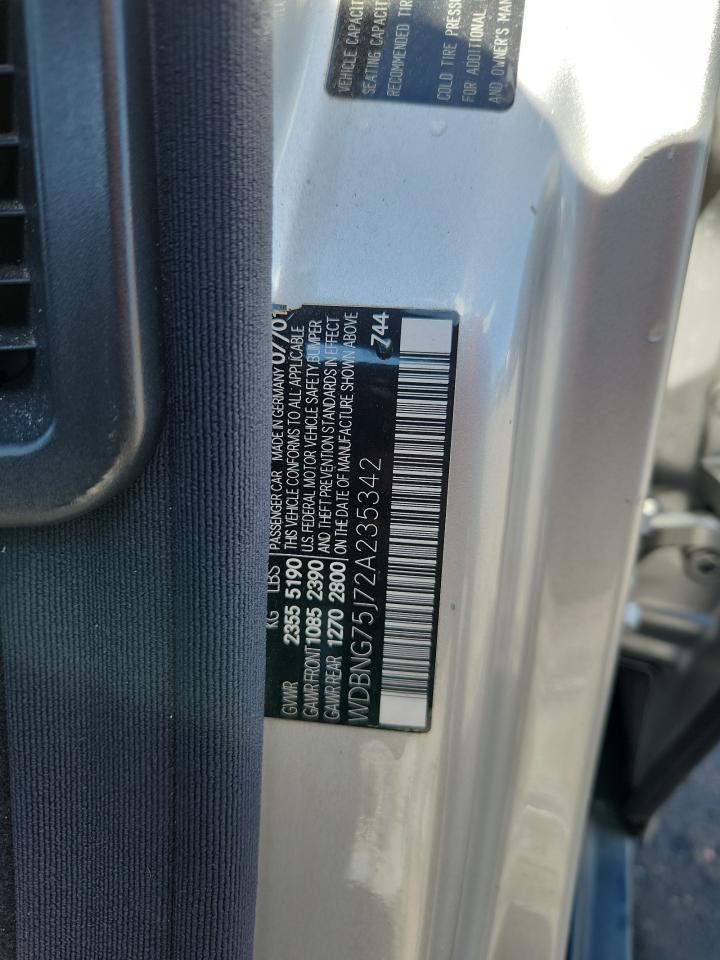 VEHICLE CAPACIT
SEATING CAPACIT
RECOMMENDED TIR
COLD TIRE PRESS
FOR ADDITIONAL
AND OWNER'S MAN
PASSENGER CAR MADE IN GERMANY 07/01
KG LBS THIS VEHICLE CONFORMS TO ALL APPLICABLE
GVWR 2355 5190 U.S. FEDERAL MOTOR VEHICLE SAFETY, BUMPER
GAWR FRONT 1085 2390 AND THEFT PREVENTION STANDARDS IN EFFECT
GAWR REAR 1270 2800 ON THE DATE OF MANUFACTURE SHOWN ABOVE
WDBNG75J72A235342 744